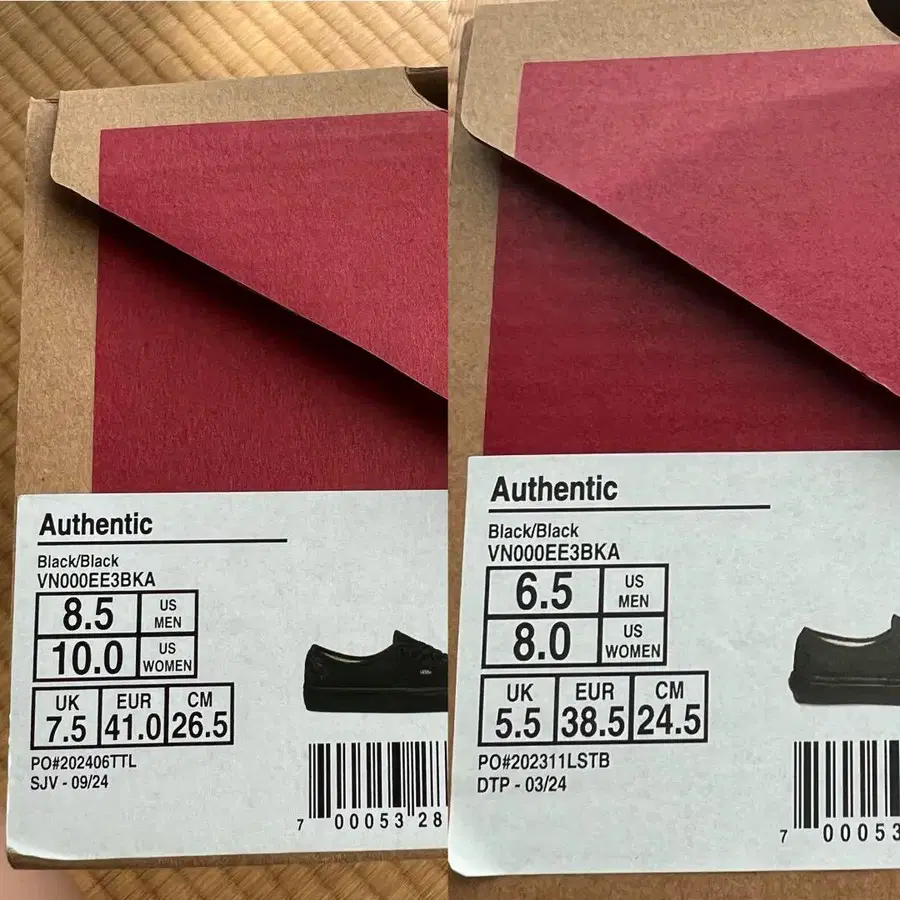 Authentic
Black/Black
VN000EE3BKA
8.5 US MEN
10.0 US WOMEN
UK EUR CM
7.5 41.0 26.5
PO#202406TTL
SJV - 09/24
7 00053 28
Authentic
Black/Black
VN000EE3BKA
6.5 US MEN
8.0 US WOMEN
UK EUR CM
5.5 38.5 24.5
PO#202311LSTB
DTP - 03/24
7 00053